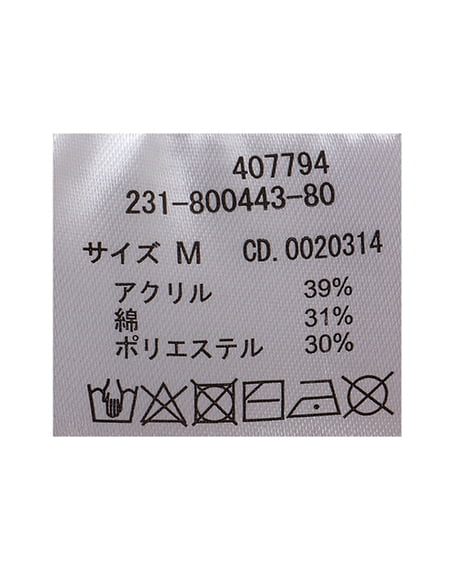 407794
231-800443-80
サイズ M CD.0020314
アクリル 39%
綿 31%
ポリエステル 30%